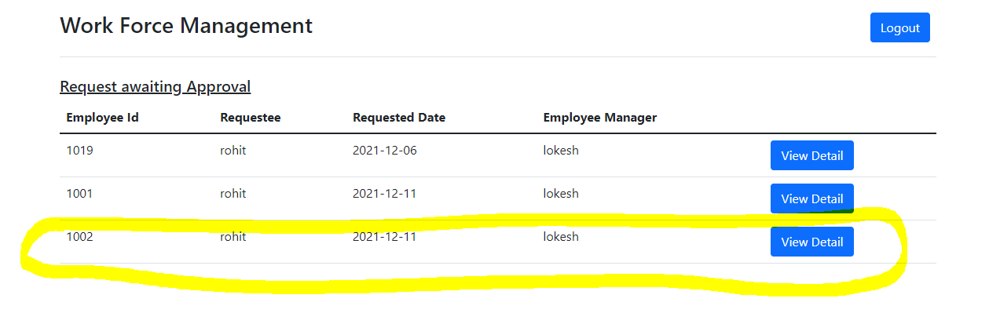 Work Force Management Logout
Request awaiting Approval
Employee Id Requestee Requested Date Employee Manager
1019 rohit 2021-12-06 lokesh View Detail
1001 rohit 2021-12-11 lokesh View Detail
1002 rohit 2021-12-11 lokesh View Detail